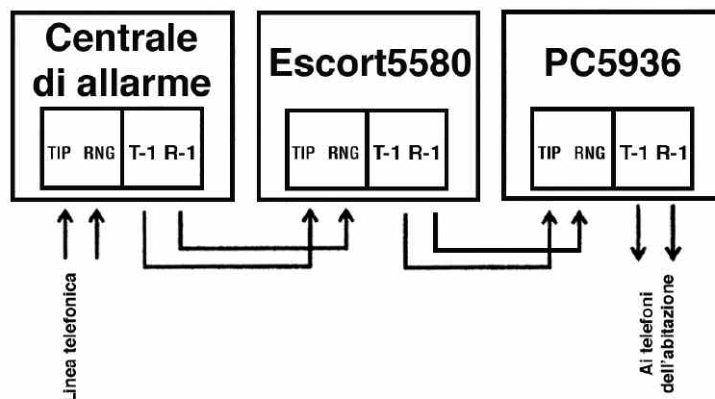 Centrale
di allarme
Escort5580
PC5936
TIP RNG T-1 R-1
TIP RNG T-1 R-1
TIP RNG T-1 R-1
Linea telefonica
Ai telefoni
dell'abitazione